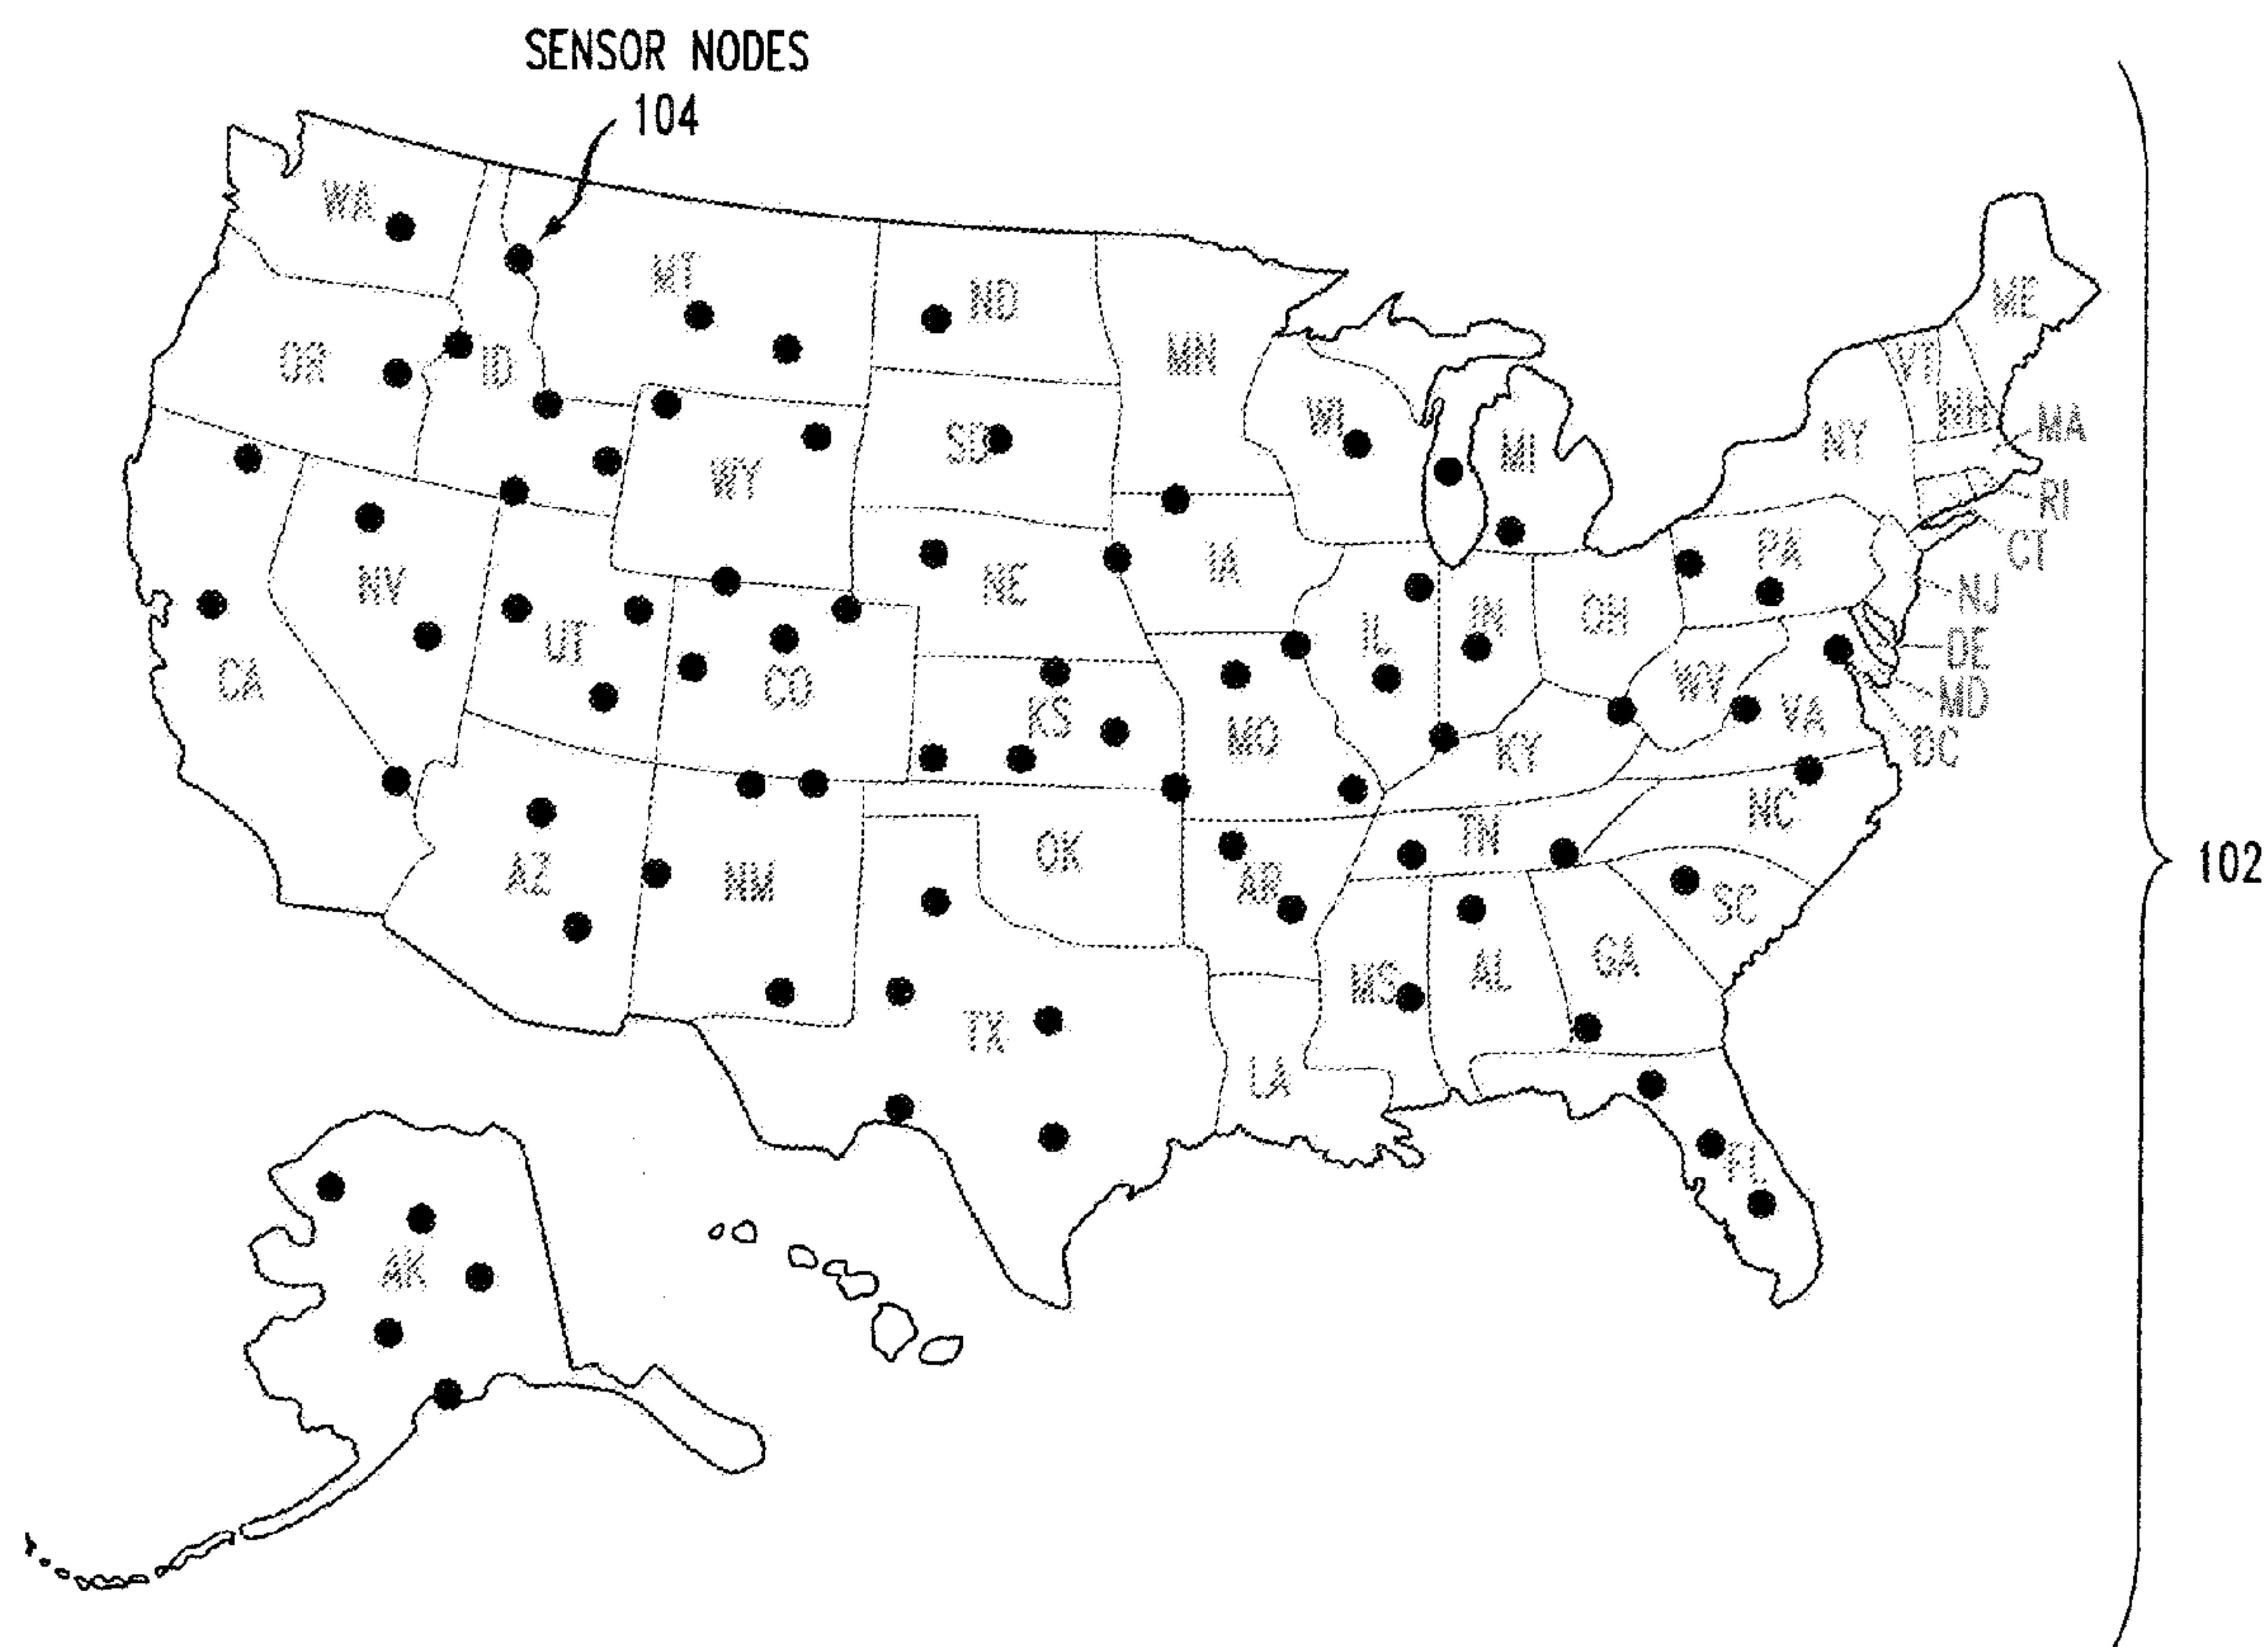 SENSOR NODES
104
WA
MT
ND
OR
ID
MN
ME
VT
NH
MA
NY
WI
MI
SD
WY
RI
CT
PA
IA
NE
NV
NJ
OH
IN
IL
UT
DE
CA
CO
WV
MD
KS
VA
MO
DC
KY
NC
TN
OK
102
AZ
NM
AR
SC
GA
AL
MS
TX
LA
FL
AK